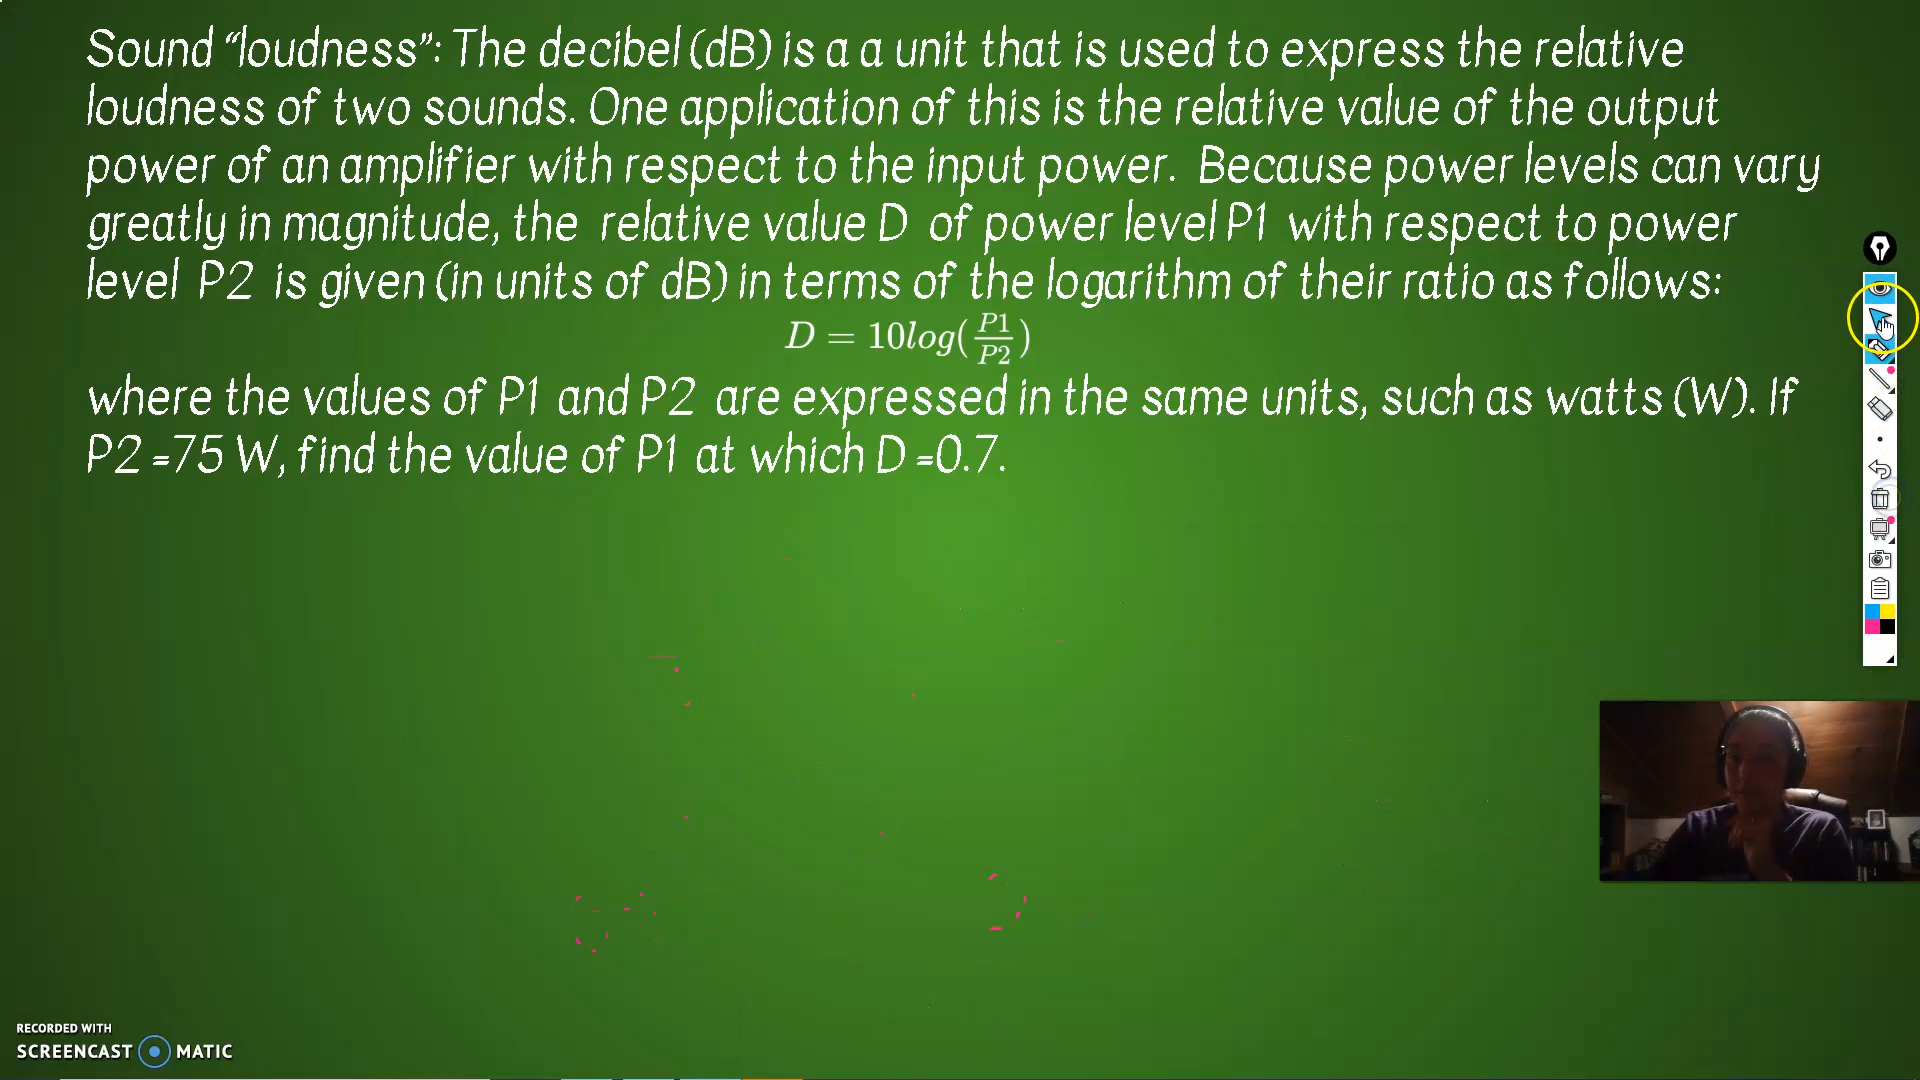 Sound “loudness”: The decibel (dB) is a a unit that is used to express the relative
loudness of two sounds. One application of this is the relative value of the output
power of an amplifier with respect to the input power. Because power levels can vary
greatly in magnitude, the relative value D of power level P1 with respect to power
level P2 is given (in units of dB) in terms of the logarithm of their ratio as follows:
D = 10log(P1/P2)
where the values of P1 and P2 are expressed in the same units, such as watts (W). If
P2 =75 W, find the value of P1 at which D =0.7.
RECORDED WITH
SCREENCAST MATIC